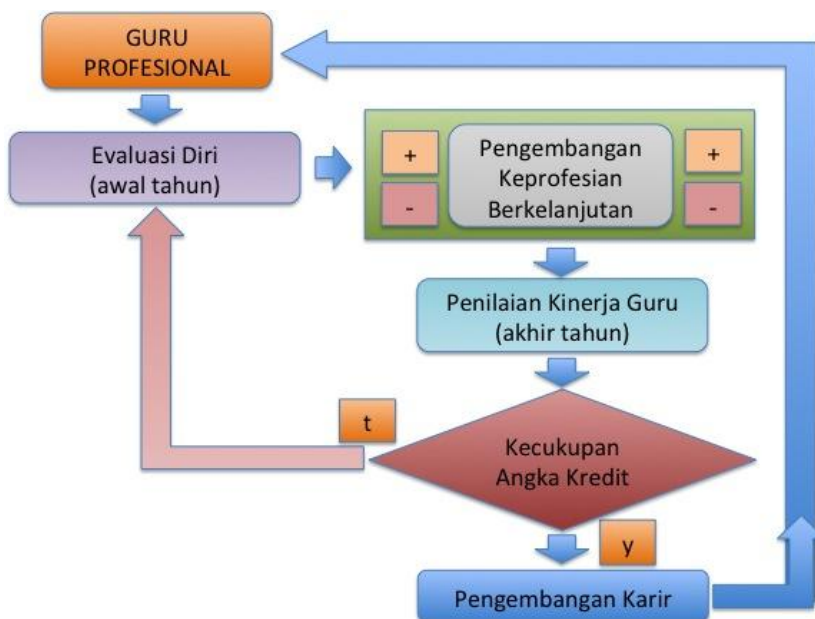 GURU
PROFESIONAL
Evaluasi Diri
(awal tahun)
+
-
Pengembangan
Keprofesian
Berkelanjutan
+
-
Penilaian Kinerja Guru
(akhir tahun)
t
Kecukupan
Angka Kredit
y
Pengembangan Karir